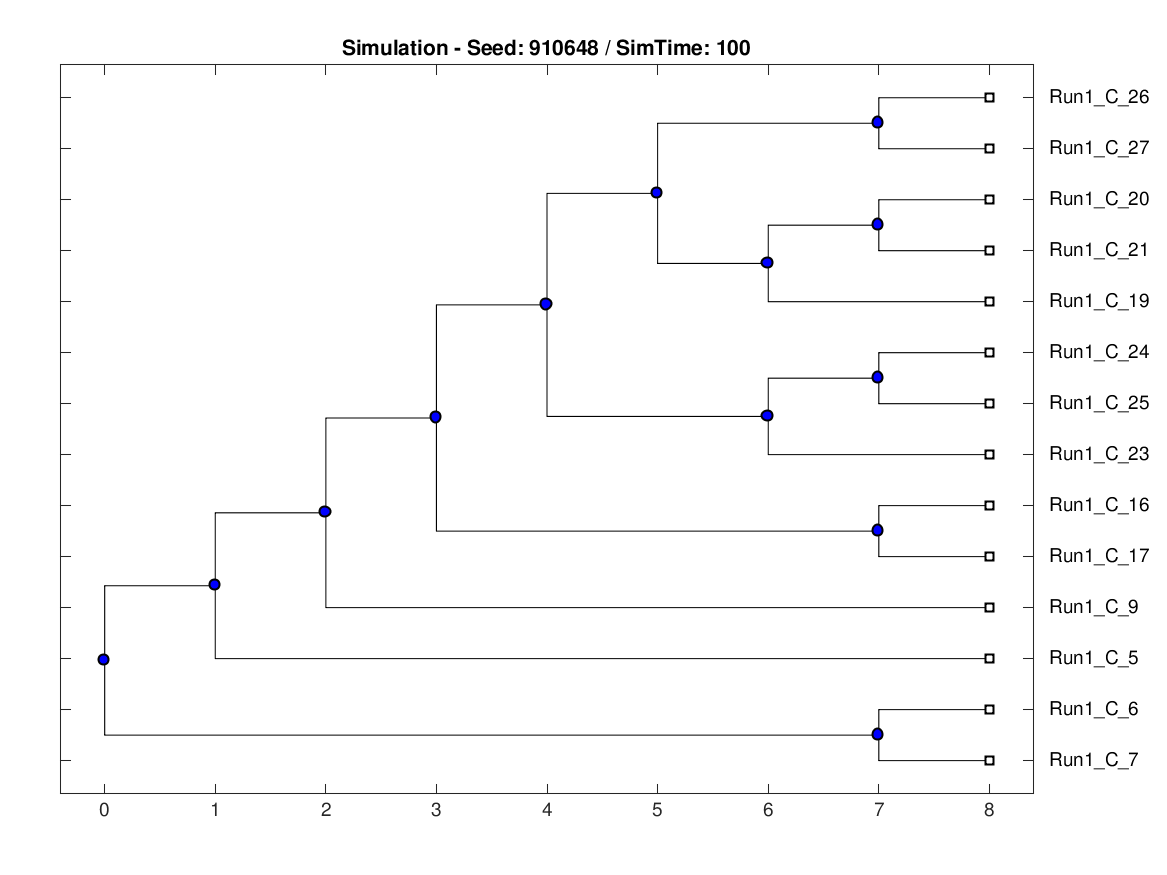 Simulation - Seed: 910648 / SimTime: 100
Run1_C_26
Run1_C_27
Run1_C_20
Run1_C_21
Run1_C_19
Run1_C_24
Run1_C_25
Run1_C_23
Run1_C_16
Run1_C_17
Run1_C_9
Run1_C_5
Run1_C_6
Run1_C_7
0 1 2 3 4 5 6 7 8